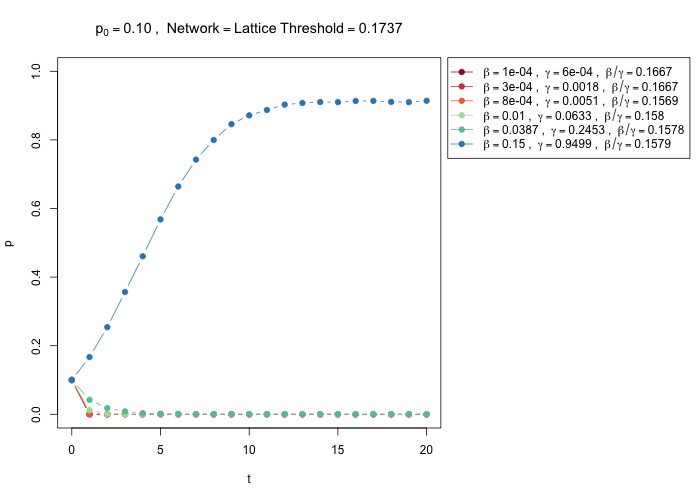 p₀ = 0.10 , Network = Lattice Threshold = 0.1737
β = 1e-04 , γ = 6e-04 , β/γ = 0.1667
β = 3e-04 , γ = 0.0018 , β/γ = 0.1667
β = 8e-04 , γ = 0.0051 , β/γ = 0.1569
β = 0.01 , γ = 0.0633 , β/γ = 0.158
β = 0.0387 , γ = 0.2453 , β/γ = 0.1578
β = 0.15 , γ = 0.9499 , β/γ = 0.1579
1.0
0.8
0.6
0.4
0.2
0.0
p
0 5 10 15 20
t